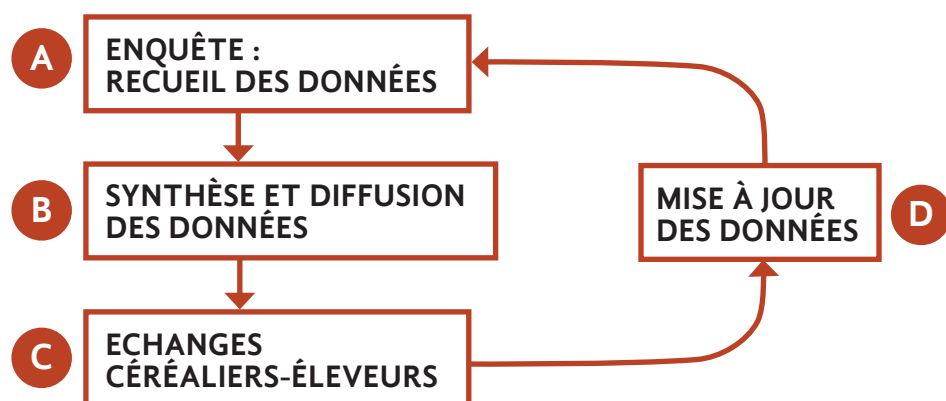 A
ENQUÊTE :
RECUEIL DES DONNÉES
B
SYNTHÈSE ET DIFFUSION
DES DONNÉES
MISE À JOUR
DES DONNÉES
D
C
ECHANGES
CÉRÉALIERS-ÉLEVEURS